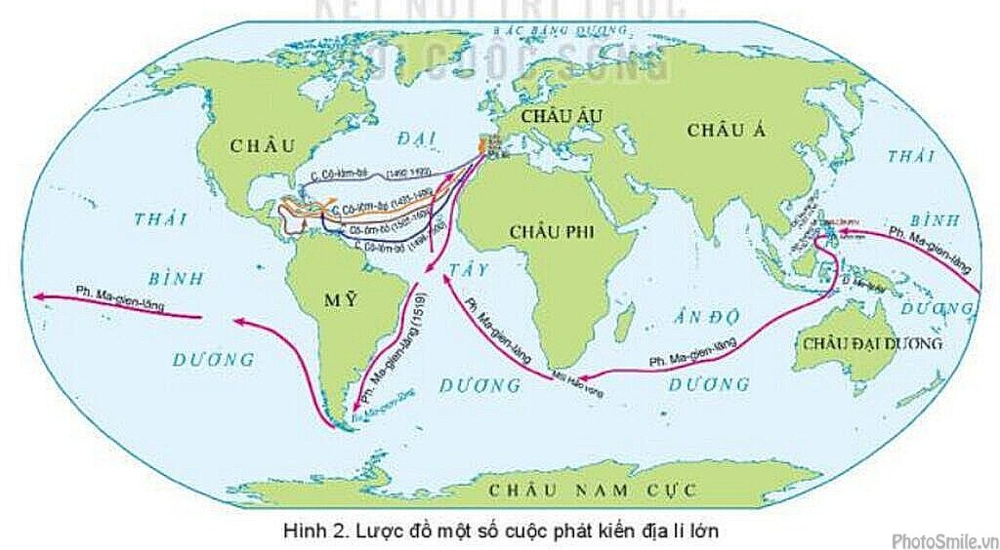 KẾT NỐI TRI THỨC
VỚI CUỘC SỐNG
BẮC BĂNG DƯƠNG
CHÂU ÂU
CHÂU Á
CHÂU
ĐẠI
THÁI
C. Cô-lôm-bô (1492-1493)
C. Cô-lôm-bô (1493-1496)
C. Cô-lôm-bô
C. Cô-lôm-bô
THÁI
CHÂU PHI
BÌNH
Ph. Ma-gien-lăng
TÂY
BÌNH
MỸ
Ph. Ma-gien-lăng
Ph. Ma-gien-lăng (1519)
Ph. Ma-gien-lăng
ẤN ĐỘ
DƯƠNG
CHÂU ĐẠI DƯƠNG
Ph. Ma-gien-lăng
DƯƠNG
DƯƠNG
Mũi Hảo vọng
DƯƠNG
Eo Ma-gien-lăng
CHÂU NAM CỰC
Hình 2. Lược đồ một số cuộc phát kiến địa lí lớn
PhotoSmile.vn